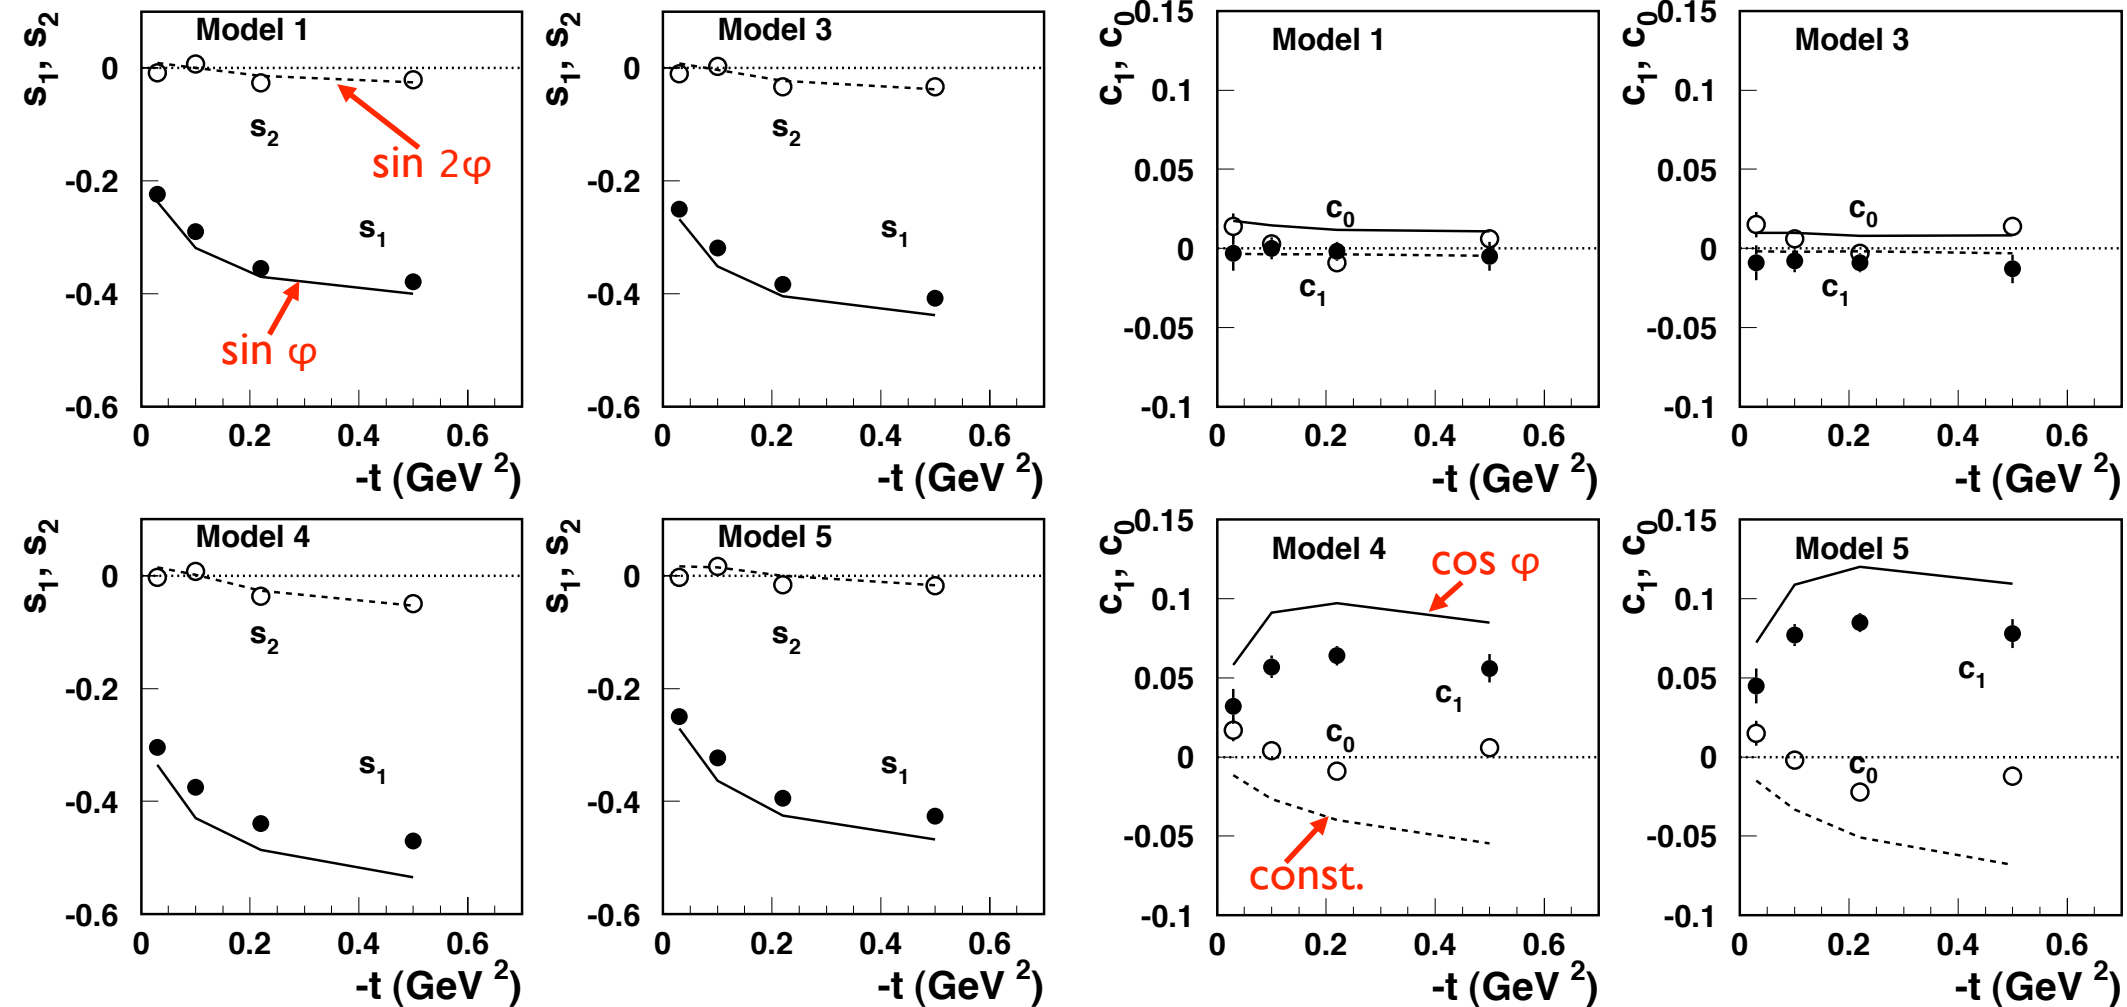 s1, s2
Model 1
0
-0.2
-0.4
-0.6
s2
sin 2φ
s1
sin φ
0 0.2 0.4 0.6
-t (GeV 2)
s1, s2
Model 3
0
-0.2
-0.4
-0.6
s2
s1
0 0.2 0.4 0.6
-t (GeV 2)
c1, c0
0.15
Model 1
0.1
0.05
0
-0.05
-0.1
c0
c1
0 0.2 0.4 0.6
-t (GeV 2)
c1, c0
0.15
Model 3
0.1
0.05
0
-0.05
-0.1
c0
c1
0 0.2 0.4 0.6
-t (GeV 2)
s1, s2
Model 4
0
-0.2
-0.4
-0.6
s2
s1
0 0.2 0.4 0.6
-t (GeV 2)
s1, s2
Model 5
0
-0.2
-0.4
-0.6
s2
s1
0 0.2 0.4 0.6
-t (GeV 2)
c1, c0
0.15
Model 4
cos φ
0.1
0.05
0
-0.05
-0.1
c1
c0
const.
0 0.2 0.4 0.6
-t (GeV 2)
c1, c0
0.15
Model 5
0.1
0.05
0
-0.05
-0.1
c1
c0
0 0.2 0.4 0.6
-t (GeV 2)